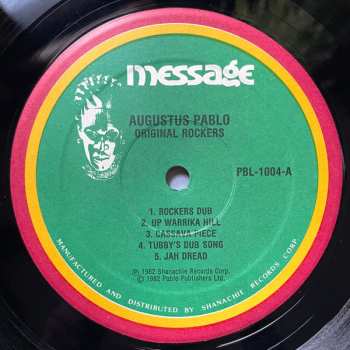 message
AUGUSTUS PABLO
ORIGINAL ROCKERS
PBL-1004-A
1. ROCKERS DUB
2. UP WARRIKA HILL
3. CASSAVA PIECE
4. TUBBY'S DUB SONG
5. JAH DREAD
℗ 1982 Shanachie Records Corp.
© 1982 Pablo Publishers Ltd.
MANUFACTURED AND DISTRIBUTED BY SHANACHIE RECORDS CORP.